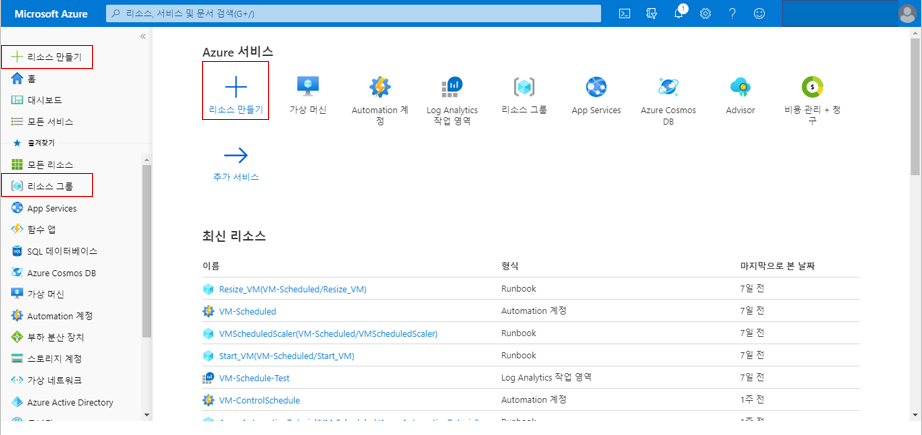 Microsoft Azure
리소스, 서비스 및 문서 검색(G+/)
1
«
리소스 만들기
홈
대시보드
모든 서비스
즐겨찾기
모든 리소스
리소스 그룹
App Services
함수 앱
SQL 데이터베이스
Azure Cosmos DB
가상 머신
Automation 계정
부하 분산 장치
스토리지 계정
가상 네트워크
Azure Active Directory
Azure 서비스
리소스 만들기
가상 머신
Automation 계
정
Log Analytics
작업 영역
리소스 그룹
App Services
Azure Cosmos
DB
Advisor
비용 관리 + 청
구
추가 서비스
최신 리소스
이름 형식 마지막으로 본 날짜
Resize_VM(VM-Scheduled/Resize_VM) Runbook 7일 전
VM-Scheduled Automation 계정 7일 전
VMScheduledScaler(VM-Scheduled/VMScheduledScaler) Runbook 7일 전
Start_VM(VM-Scheduled/Start_VM) Runbook 7일 전
VM-Schedule-Test Log Analytics 작업 영역 7일 전
VM-ControlSchedule Automation 계정 1주 전